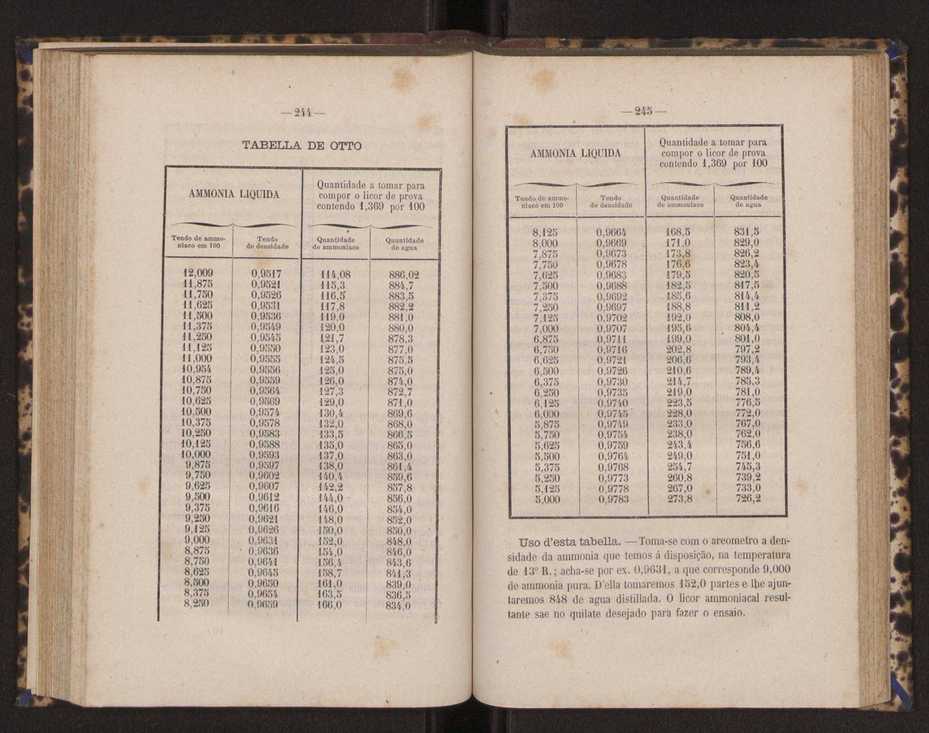 —244—
TABELLA DE OTTO
AMMONIA LIQUIDA
Quantidade a tomar para
compor o licor de prova
contendo 1,369 por 100
Tendo de ammo-
niaco em 100
Tendo
de densidade
Quantidade
de ammoniaco
Quantidade
de agua
12,009 0,9517 114,08 886,02
11,875 0,9521 115,3 884,7
11,750 0,9526 116,5 883,5
11,625 0,9531 117,8 882,2
11,500 0,9536 119,0 881,0
11,375 0,9549 120,0 880,0
11,250 0,9545 121,7 878,3
11,125 0,9550 123,0 877,0
11,000 0,9555 124,5 875,5
10,954 0,9556 125,0 875,0
10,875 0,9559 126,0 874,0
10,750 0,9564 127,3 872,7
10,625 0,9569 129,0 871,0
10,500 0,9574 130,4 869,6
10,375 0,9578 132,0 868,0
10,250 0,9583 133,5 866,5
10,125 0,9588 135,0 865,0
10,000 0,9593 137,0 863,0
9,875 0,9597 138,0 861,4
9,750 0,9602 140,4 859,6
9,625 0,9607 142,2 857,8
9,500 0,9612 144,0 856,0
9,375 0,9616 146,0 854,0
9,250 0,9621 148,0 852,0
9,125 0,9626 150,0 850,0
9,000 0,9631 152,0 848,0
8,875 0,9636 154,0 846,0
8,750 0,9641 156,4 843,6
8,625 0,9645 158,7 841,3
8,500 0,9650 161,0 839,0
8,375 0,9654 163,5 836,5
8,250 0,9659 166,0 834,0
—245—
AMMONIA LIQUIDA
Quantidade a tomar para
compor o licor de prova
contendo 1,369 por 100
Tendo de ammo-
niaco em 100
Tendo
de densidade
Quantidade
de ammoniaco
Quantidade
de agua
8,125 0,9664 168,5 831,5
8,000 0,9669 171,0 829,0
7,875 0,9673 173,8 826,2
7,750 0,9678 176,6 823,4
7,625 0,9683 179,5 820,5
7,500 0,9688 182,5 817,5
7,375 0,9692 185,6 814,4
7,250 0,9697 188,8 811,2
7,125 0,9702 192,0 808,0
7,000 0,9707 195,6 804,4
6,875 0,9711 199,0 801,0
6,750 0,9716 202,8 797,2
6,625 0,9721 206,6 793,4
6,500 0,9726 210,6 789,4
6,375 0,9730 214,7 785,3
6,250 0,9735 219,0 781,0
6,125 0,9740 223,5 776,5
6,000 0,9745 228,0 772,0
5,875 0,9749 233,0 767,0
5,750 0,9754 238,0 762,0
5,625 0,9759 243,4 756,6
5,500 0,9764 249,0 751,0
5,375 0,9768 254,7 745,3
5,250 0,9773 260,8 739,2
5,125 0,9778 267,0 733,0
5,000 0,9783 273,8 726,2
Uso d'esta tabella. — Toma-se com o areometro a den-
sidade da ammonia que temos á disposição, na temperatura
de 13º R.; acha-se por ex. 0,9631, a que corresponde 9,000
de ammonia pura. D'ella tomaremos 152,0 partes e lhe ajun-
taremos 848 de agua distillada. O licor ammoniacal resul-
tante sae no quilate desejado para fazer o ensaio.